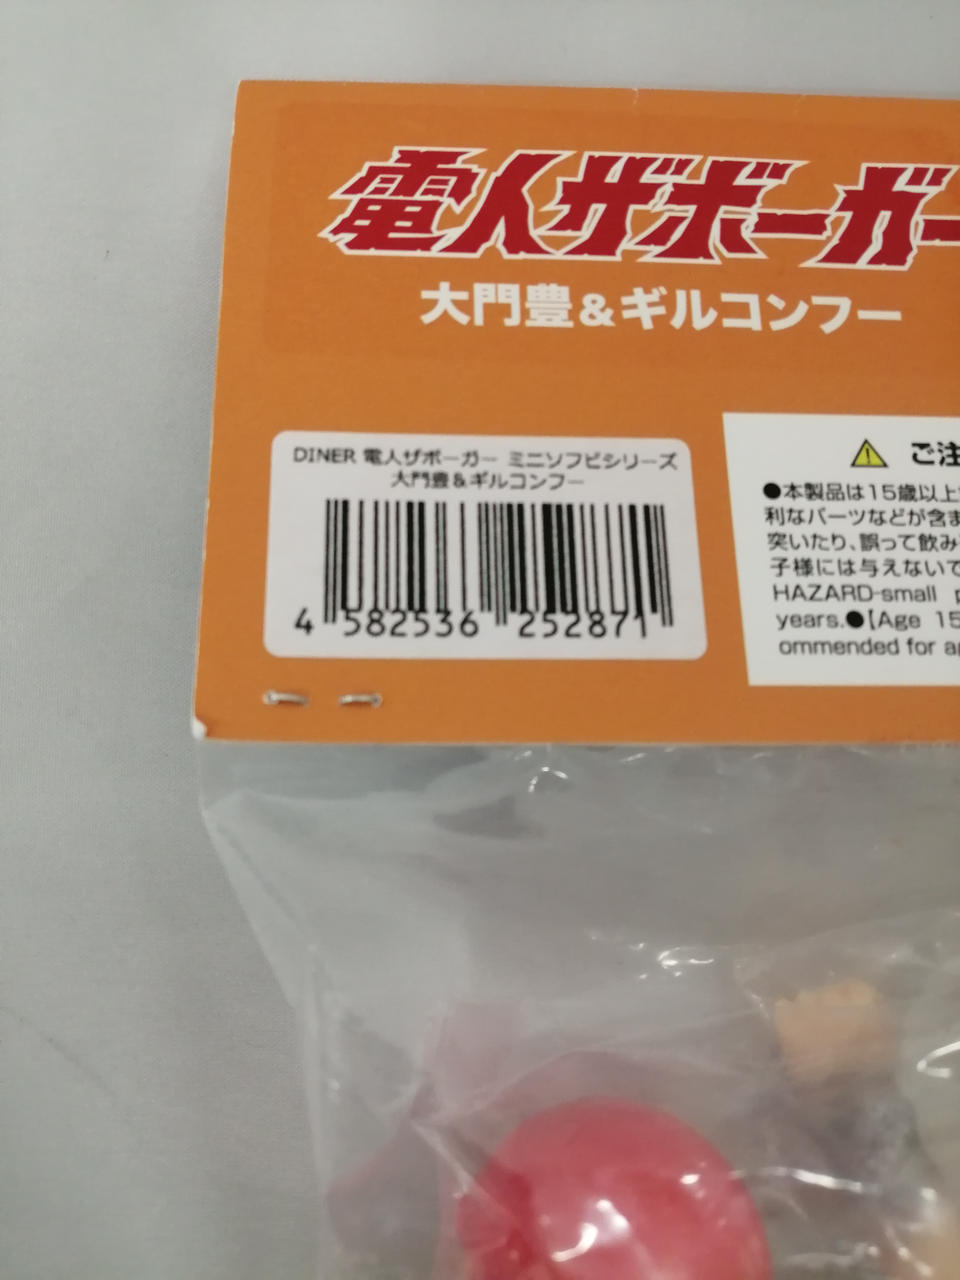 電人ザボーガー
大門豊&ギルコンフー
DINER 電人ザボーガー ミニソフビシリーズ
大門豊&ギルコンフー
4 582536 252871
ご注
●本製品は15歳以上
利なパーツなどが含ま
突いたり、誤って飲み
子様には与えないで
HAZARD-small p
years.●【Age 15
ommended for ag